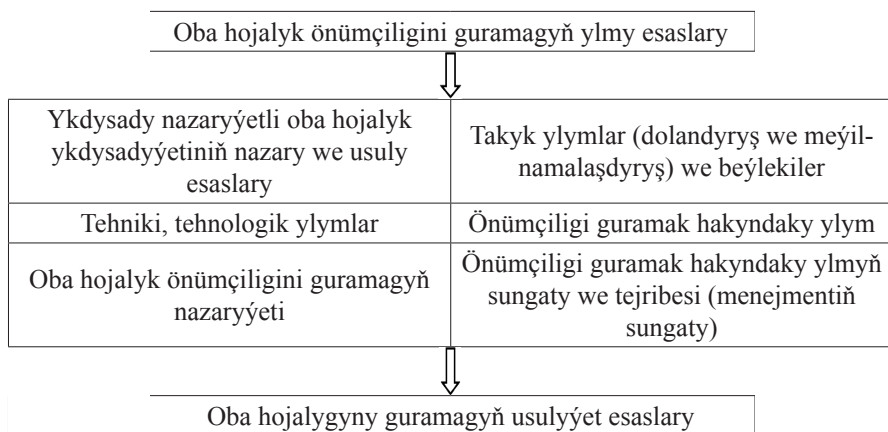 Oba hojalyk önümçiligini guramagyň ylmy esaslary
Ykdysady nazaryýetli oba hojalyk
ykdysadyýetiniň nazary we usuly
esaslary
Takyk ylymlar (dolandyryş we meýil-
namalaşdyryş) we beýlekiler
Tehniki, tehnologik ylymlar
Önümçiligi guramak hakyndaky ylym
Oba hojalyk önümçiligini guramagyň
nazaryýeti
Önümçiligi guramak hakyndaky ylmyň
sungaty we tejribesi (menejmentiň
sungaty)
Oba hojalygyny guramagyň usulyýet esaslary